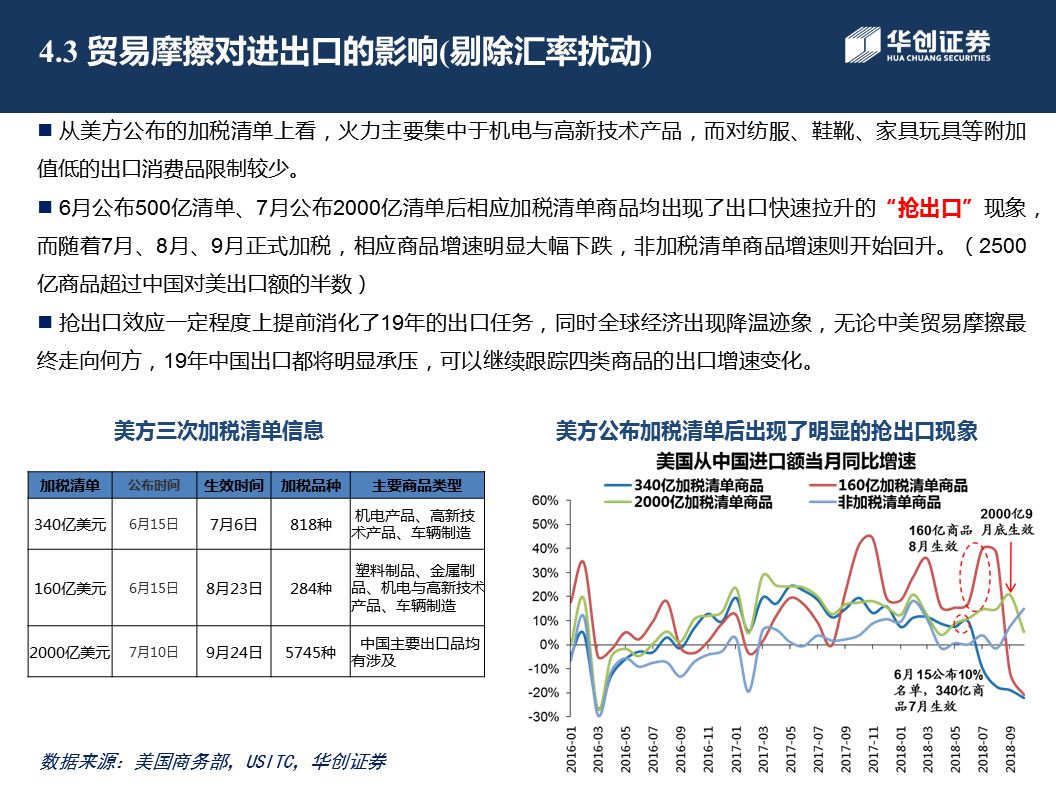 4.3 贸易摩擦对进出口的影响(剔除汇率扰动)
华创证券
HUA CHUANG SECURITIES
■ 从美方公布的加税清单上看，火力主要集中于机电与高新技术产品，而对纺服、鞋靴、家具玩具等附加
值低的出口消费品限制较少。
■ 6月公布500亿清单、7月公布2000亿清单后相应加税清单商品均出现了出口快速拉升的“抢出口”现象，
而随着7月、8月、9月正式加税，相应商品增速明显大幅下跌，非加税清单商品增速则开始回升。（2500
亿商品超过中国对美出口额的半数）
■ 抢出口效应一定程度上提前消化了19年的出口任务，同时全球经济出现降温迹象，无论中美贸易摩擦最
终走向何方，19年中国出口都将明显承压，可以继续跟踪四类商品的出口增速变化。
美方三次加税清单信息
加税清单 公布时间 生效时间 加税品种 主要商品类型
340亿美元 6月15日 7月6日 818种 机电产品、高新技
术产品、车辆制造
160亿美元 6月15日 8月23日 284种 塑料制品、金属制
品、机电与高新技术
产品、车辆制造
2000亿美元 7月10日 9月24日 5745种 中国主要出口品均
有涉及
美方公布加税清单后出现了明显的抢出口现象
美国从中国进口额当月同比增速
340亿加税清单商品 160亿加税清单商品
2000亿加税清单商品 非加税清单商品
60%
50%
40%
30%
20%
10%
0%
-10%
-20%
-30%
160亿商品
8月生效
2000亿9
月底生效
6月15公布10%
名单，340亿商
品7月生效
2016-01 2016-03 2016-05 2016-07 2016-09 2016-11 2017-01 2017-03 2017-05 2017-07 2017-09 2017-11 2018-01 2018-03 2018-05 2018-07 2018-09
数据来源：美国商务部，USITC，华创证券